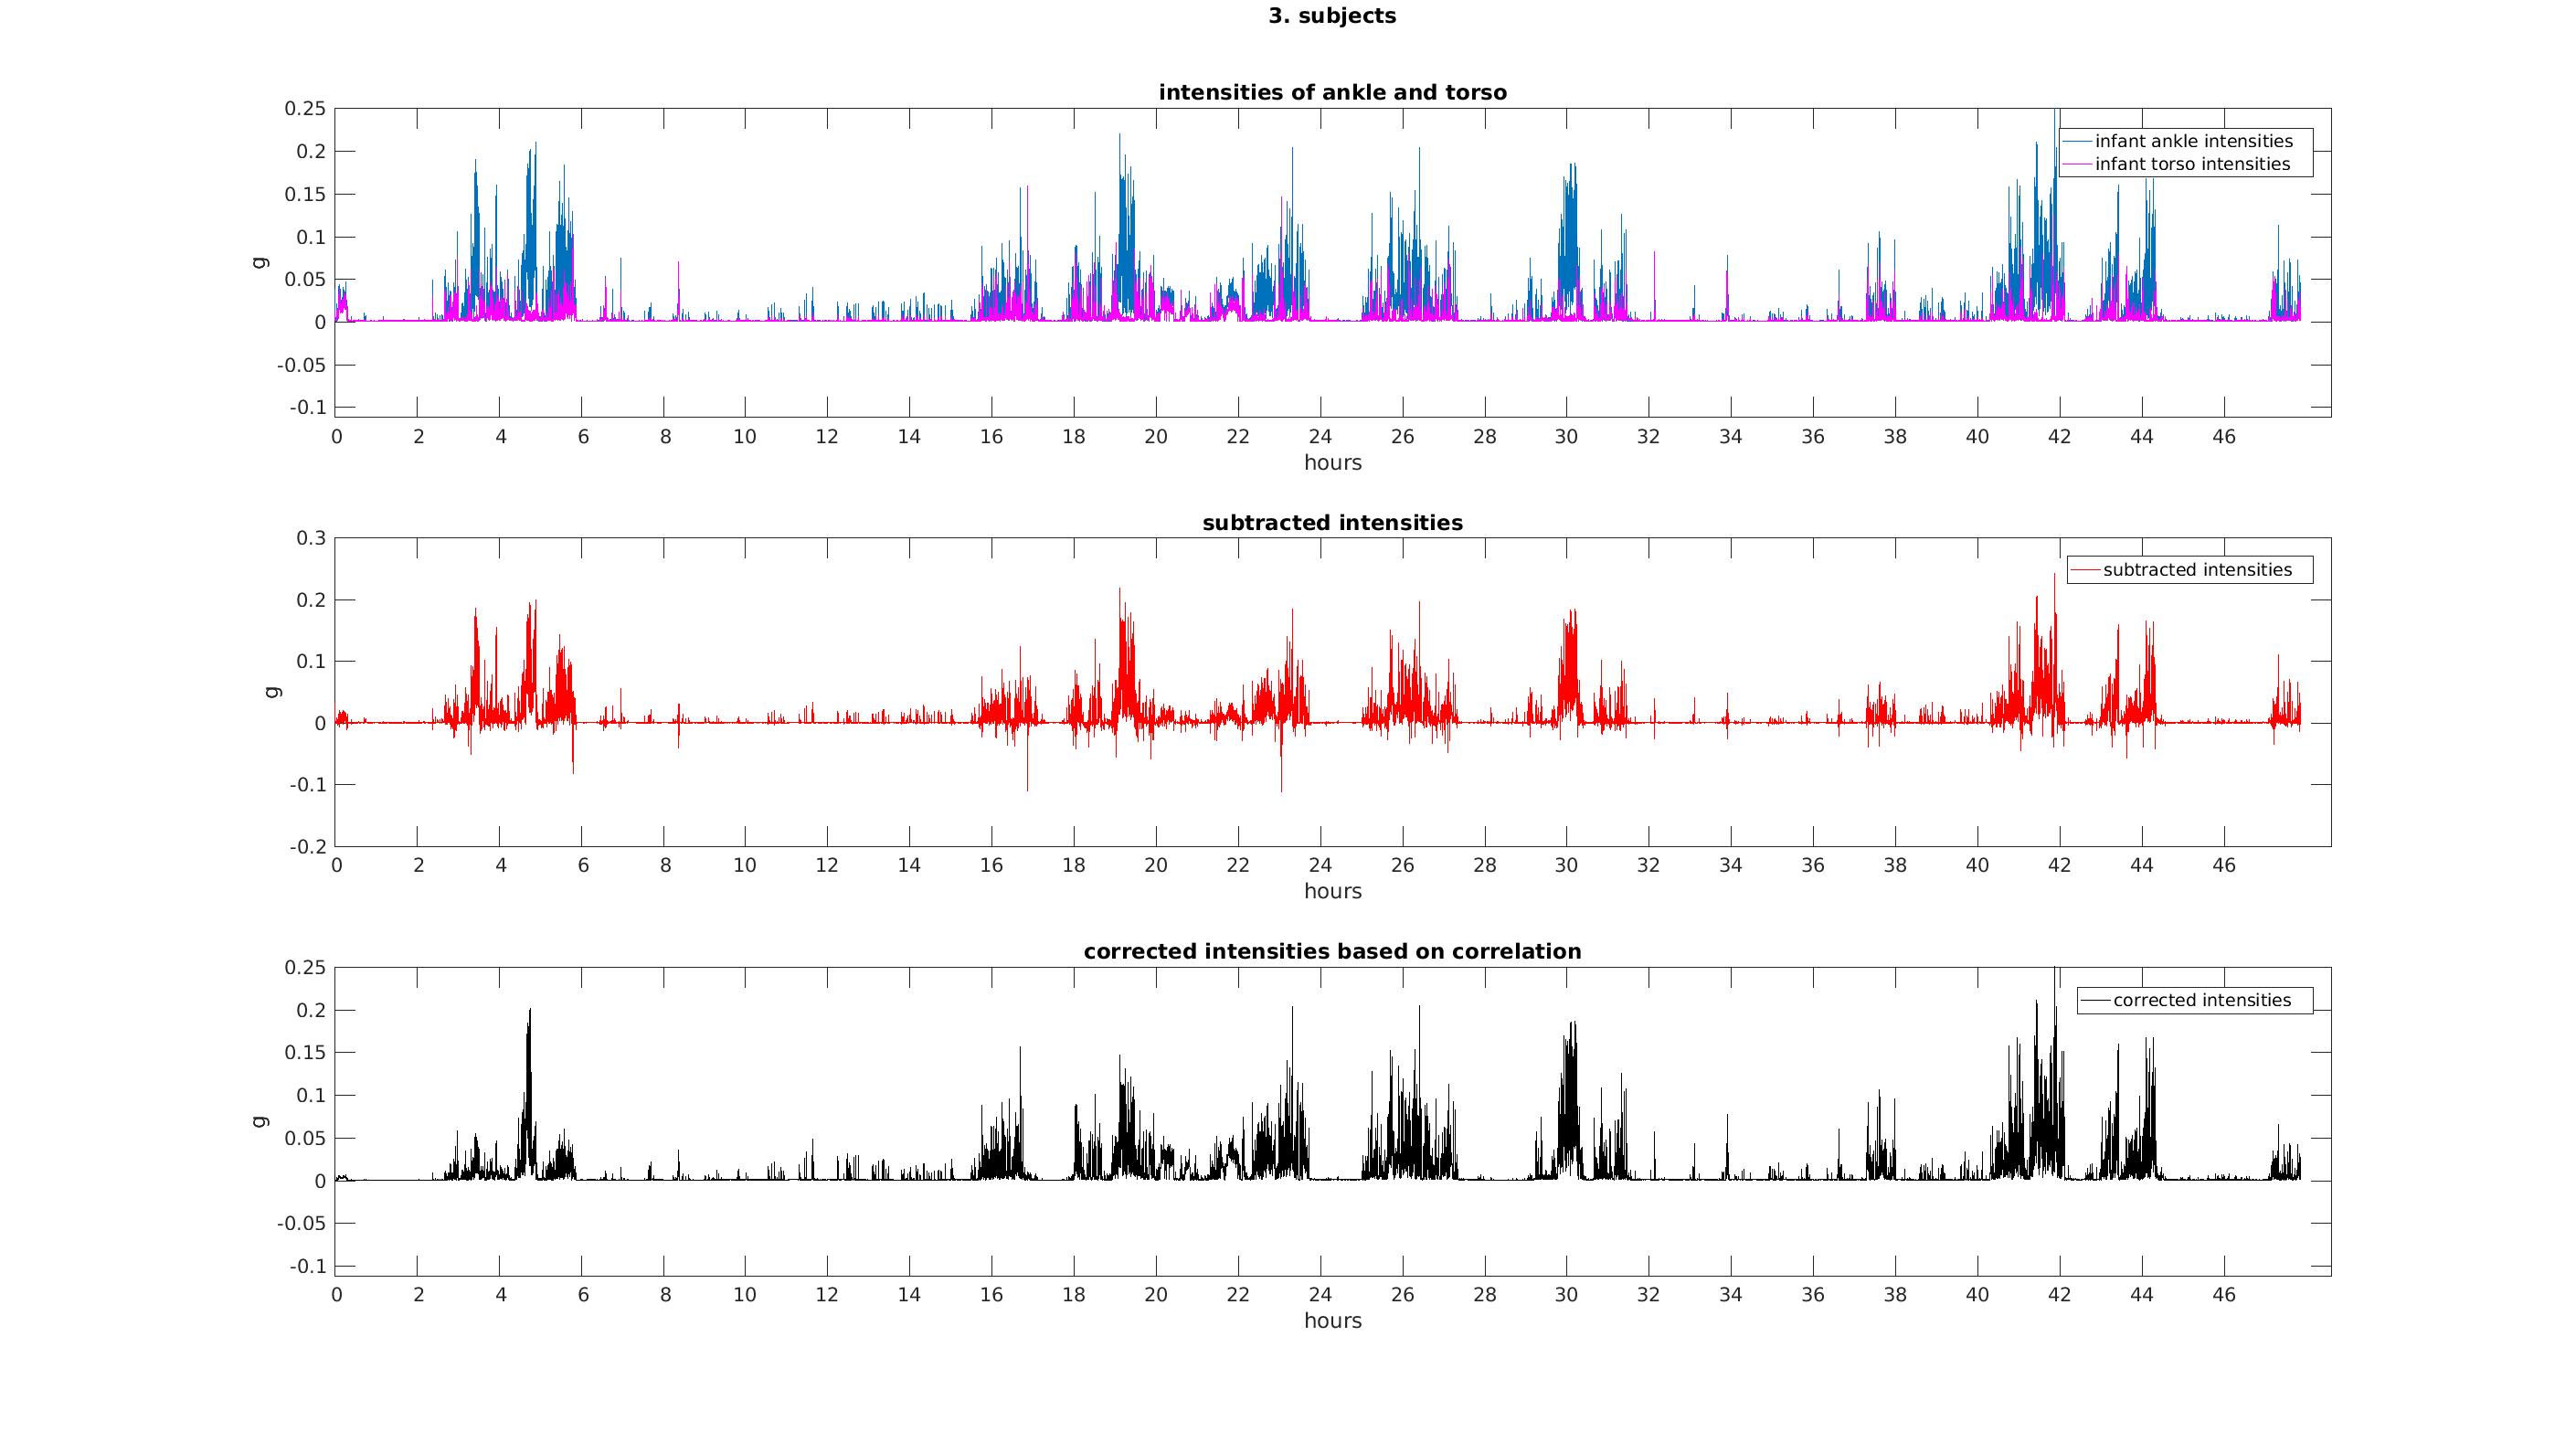 3. subjects
intensities of ankle and torso
0.25
0.2
0.15
0.1
0.05
0
-0.05
-0.1
g
infant ankle intensities
infant torso intensities
0 2 4 6 8 10 12 14 16 18 20 22 24 26 28 30 32 34 36 38 40 42 44 46
hours
subtracted intensities
0.3
0.2
0.1
0
-0.1
-0.2
g
subtracted intensities
0 2 4 6 8 10 12 14 16 18 20 22 24 26 28 30 32 34 36 38 40 42 44 46
hours
corrected intensities based on correlation
0.25
0.2
0.15
0.1
0.05
0
-0.05
-0.1
g
corrected intensities
0 2 4 6 8 10 12 14 16 18 20 22 24 26 28 30 32 34 36 38 40 42 44 46
hours